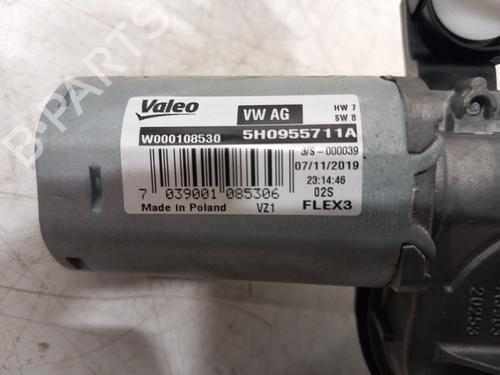 Valeo
VW AG
HW 7
SW 8
W000108530
5H0955711A
3/S-000039
07/11/2019
23:14:46
7 039001 085306
02S
Made in Poland
VZ1
FLEX3
20253
B-PARTS